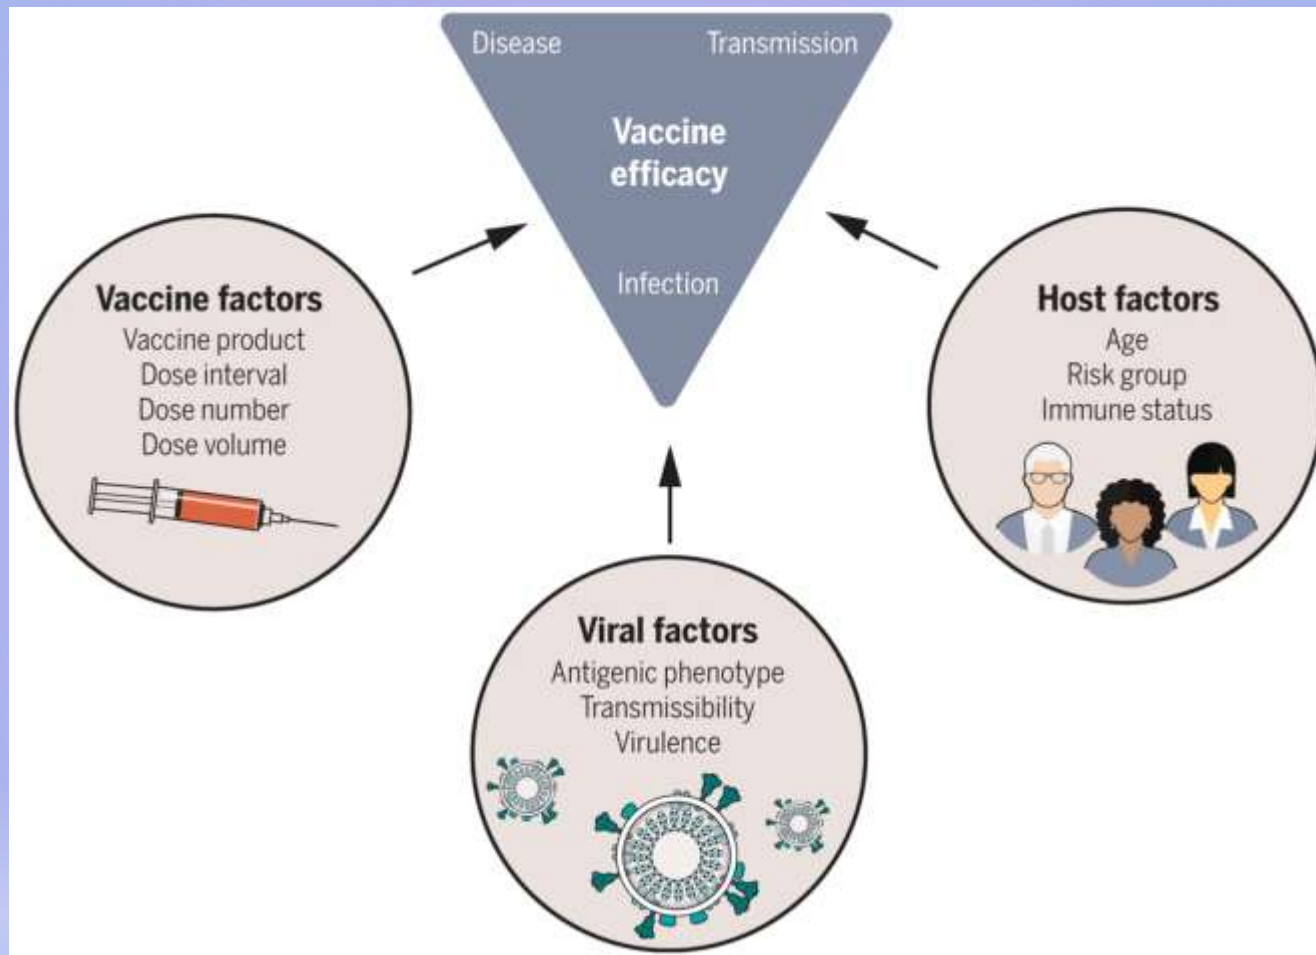 Disease
Transmission
Vaccine
efficacy
Infection
Vaccine factors
Vaccine product
Dose interval
Dose number
Dose volume
Host factors
Age
Risk group
Immune status
Viral factors
Antigenic phenotype
Transmissibility
Virulence